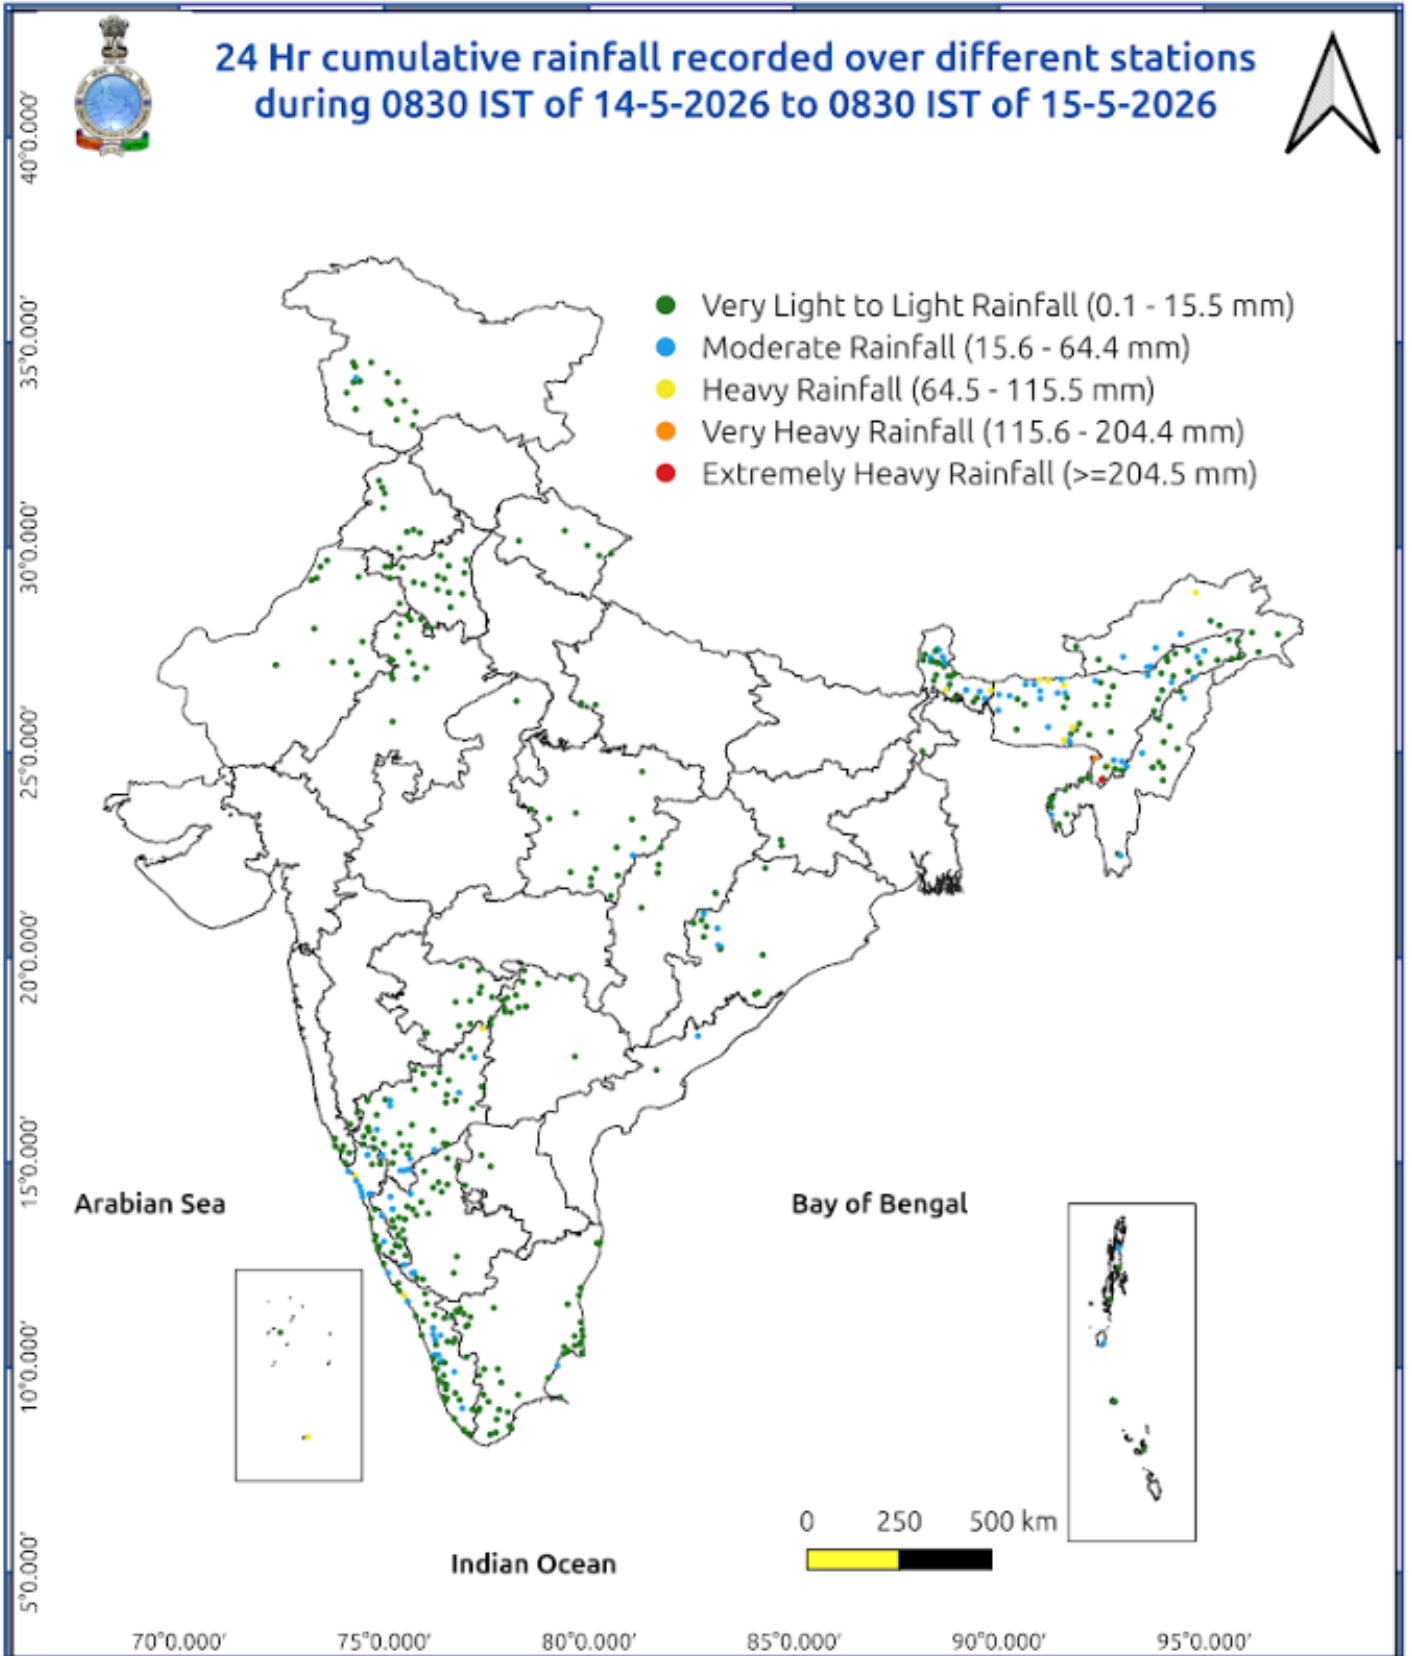 24 Hr cumulative rainfall recorded over different stations
during 0830 IST of 14-5-2026 to 0830 IST of 15-5-2026
40°0.000'
35°0.000'
30°0.000'
25°0.000'
20°0.000'
15°0.000'
10°0.000'
5°0.000'
Very Light to Light Rainfall (0.1 - 15.5 mm)
Moderate Rainfall (15.6 - 64.4 mm)
Heavy Rainfall (64.5 - 115.5 mm)
Very Heavy Rainfall (115.6 - 204.4 mm)
Extremely Heavy Rainfall (>=204.5 mm)
Arabian Sea
Bay of Bengal
0 250 500 km
Indian Ocean
70°0.000' 75°0.000' 80°0.000' 85°0.000' 90°0.000' 95°0.000'